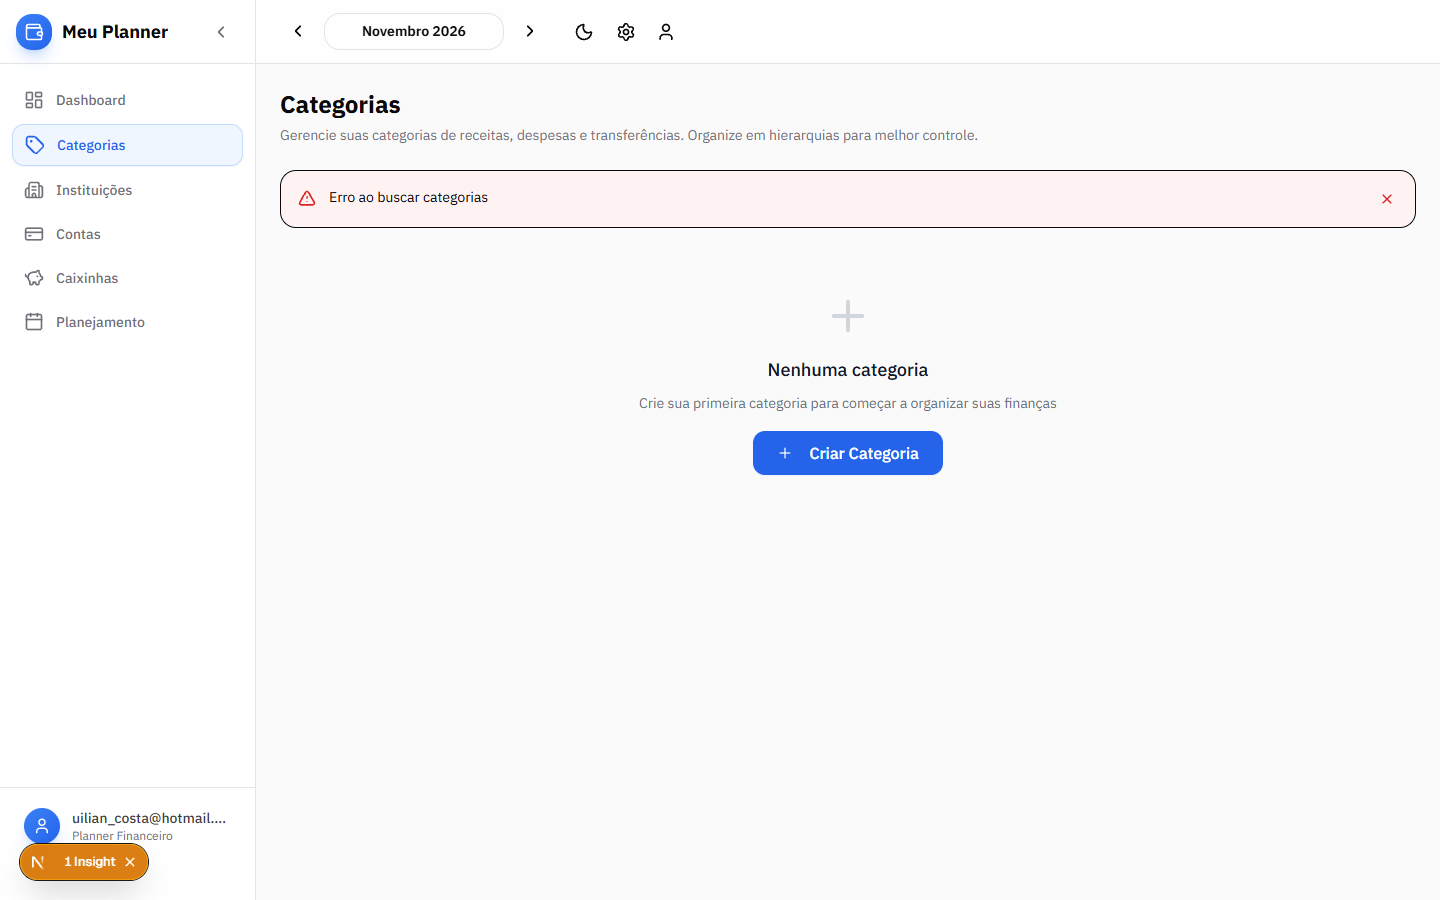 Meu Planner
Novembro 2026
Dashboard
Categorias
Instituições
Contas
Caixinhas
Planejamento
Categorias
Gerencie suas categorias de receitas, despesas e transferências. Organize em hierarquias para melhor controle.
Erro ao buscar categorias
Nenhuma categoria
Crie sua primeira categoria para começar a organizar suas finanças
Criar Categoria
uilian_costa@hotmail....
Planner Financeiro
N 1 Insight